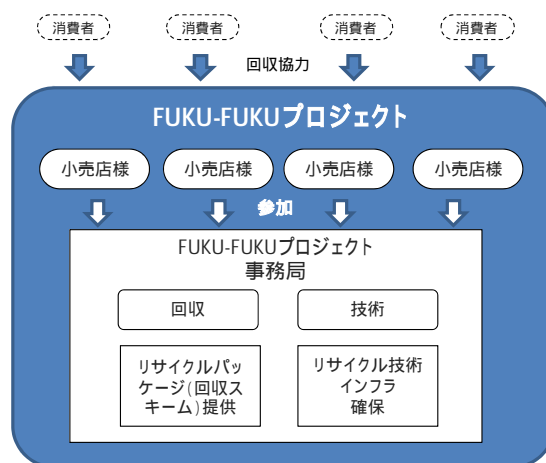 消費者 消費者 消費者 消費者
回収協力
FUKU-FUKUプロジェクト
小売店様 小売店様 小売店様 小売店様
参加
FUKU-FUKUプロジェクト
事務局
回収 技術
リサイクルパッ
ケージ(回収ス
キーム)提供
リサイクル技術
インフラ
確保